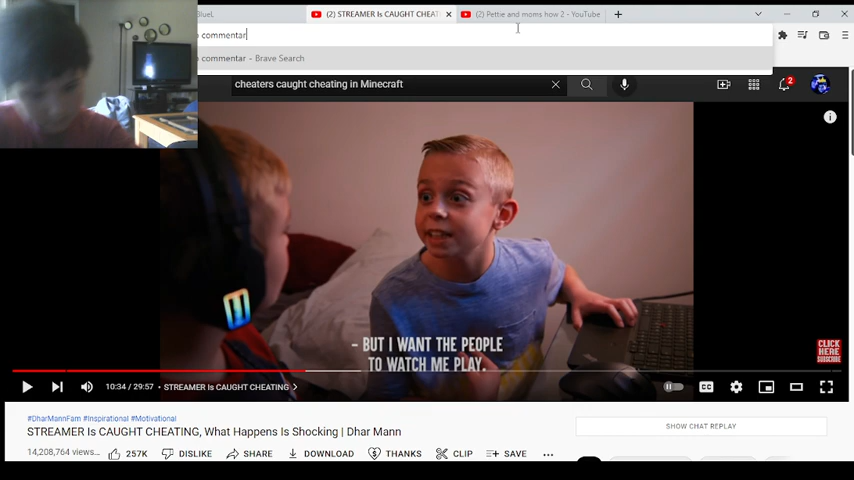 BlueL
(2) STREAMER Is CAUGHT CHEAT
(2) Pettie and moms how 2 - YouTube
commentar
commentar - Brave Search
cheaters caught cheating in Minecraft
2
- BUT I WANT THE PEOPLE
TO WATCH ME PLAY.
CLICK
HERE
SUBSCRIBE
10:34 / 29:57 • STREAMER Is CAUGHT CHEATING
CC
#DharMannFam #Inspirational #Motivational
STREAMER Is CAUGHT CHEATING, What Happens Is Shocking | Dhar Mann
SHOW CHAT REPLAY
14,208,764 views...
257K
DISLIKE
SHARE
DOWNLOAD
THANKS
CLIP
SAVE